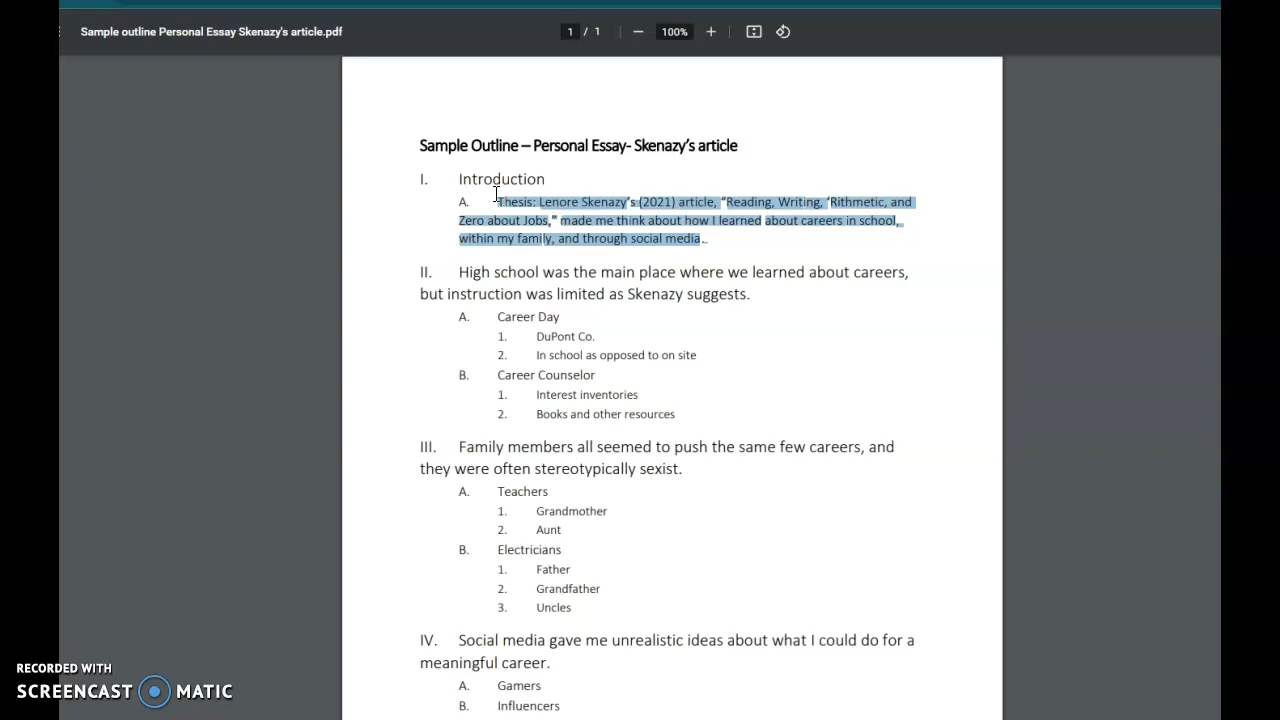 Sample outline Personal Essay Skenazy's article.pdf
1 / 1
100%
Sample Outline – Personal Essay- Skenazy's article
I. Introduction
A. Thesis: Lenore Skenazy's (2021) article, "Reading, Writing, 'Rithmetic, and
Zero about Jobs," made me think about how I learned about careers in school,
within my family, and through social media.
II. High school was the main place where we learned about careers,
but instruction was limited as Skenazy suggests.
A. Career Day
1. DuPont Co.
2. In school as opposed to on site
B. Career Counselor
1. Interest inventories
2. Books and other resources
III. Family members all seemed to push the same few careers, and
they were often stereotypically sexist.
A. Teachers
1. Grandmother
2. Aunt
B. Electricians
1. Father
2. Grandfather
3. Uncles
IV. Social media gave me unrealistic ideas about what I could do for a
meaningful career.
A. Gamers
B. Influencers
RECORDED WITH
SCREENCAST MATIC